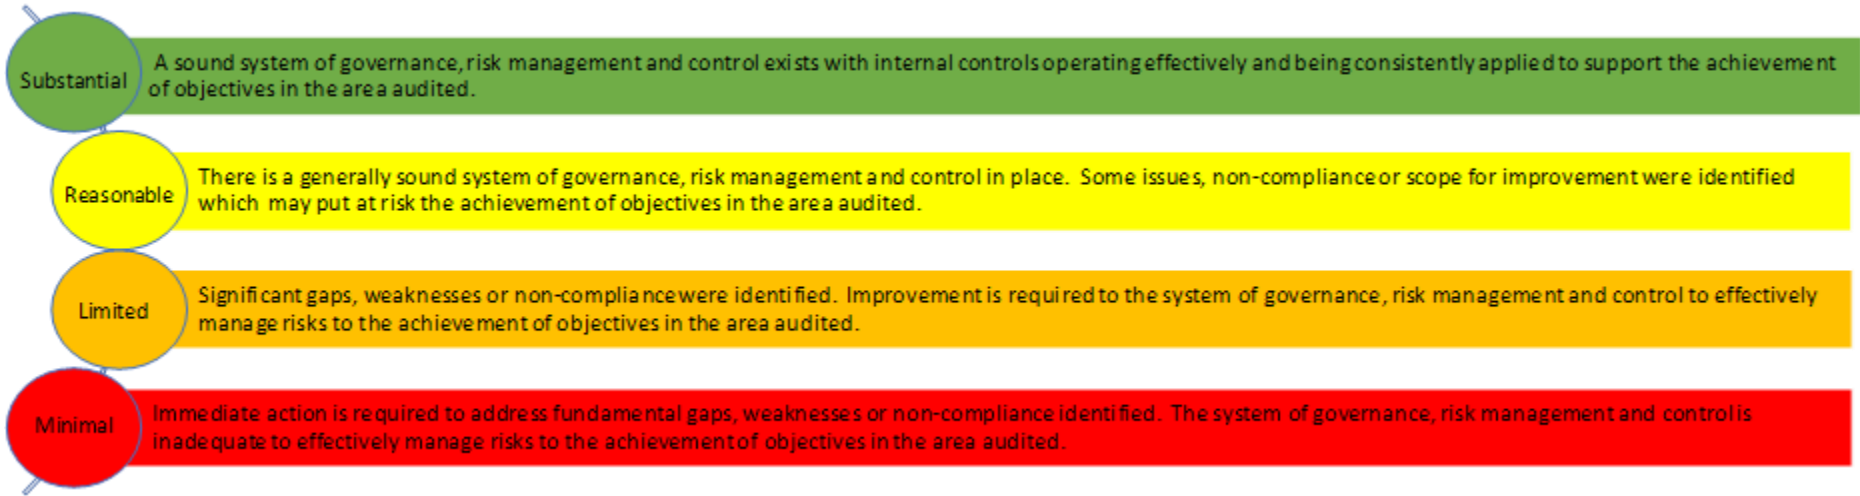 Substantial
A sound system of governance, risk management and control exists with internal controls operating effectively and being consistently applied to support the achievement
of objectives in the area audited.
Reasonable
There is a generally sound system of governance, risk management and control in place. Some issues, non-compliance or scope for improvement were identified
which may put at risk the achievement of objectives in the area audited.
Limited
Significant gaps, weaknesses or non-compliance were identified. Improvement is required to the system of governance, risk management and control to effectively
manage risks to the achievement of objectives in the area audited.
Minimal
Immediate action is required to address fundamental gaps, weaknesses or non-compliance identified. The system of governance, risk management and control is
inadequate to effectively manage risks to the achievement of objectives in the area audited.